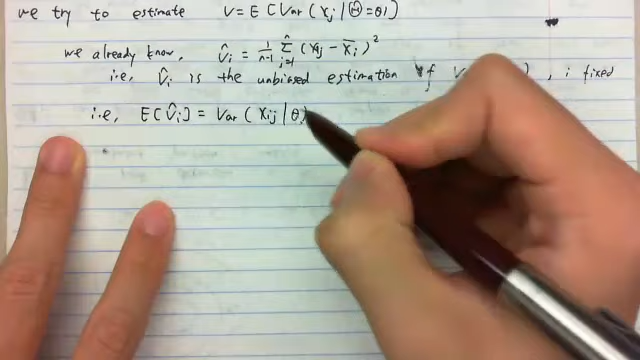 we try to estimate V = E [ Var ( Xj | Ⓗ = θ ) ]
we already know, v̂i = 1/(n-1) Σ_{j=1}^{n} (Xij - X̄i)²
i.e, v̂i is the unbiased estimation of , i fixed
i.e, E[v̂i] = Var ( Xij | θi